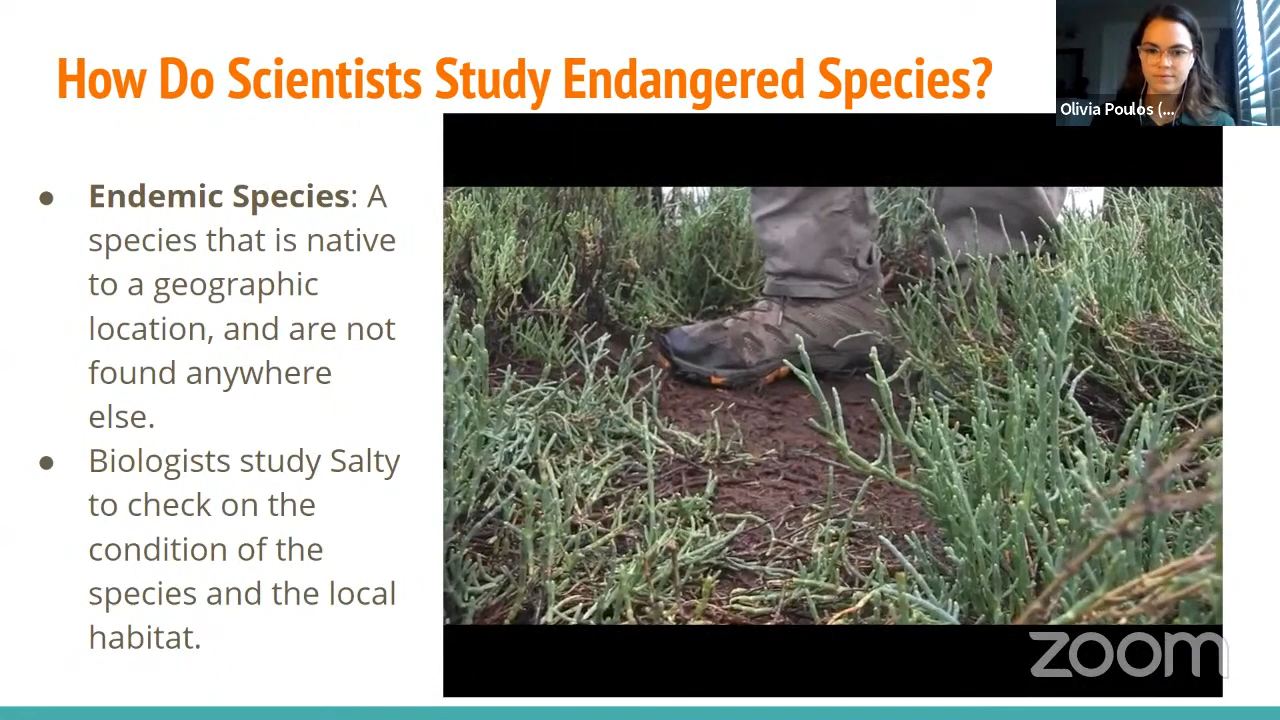 How Do Scientists Study Endangered Species?
Olivia Poulos (...
● Endemic Species: A
species that is native
to a geographic
location, and are not
found anywhere
else.
● Biologists study Salty
to check on the
condition of the
species and the local
habitat.
zoom